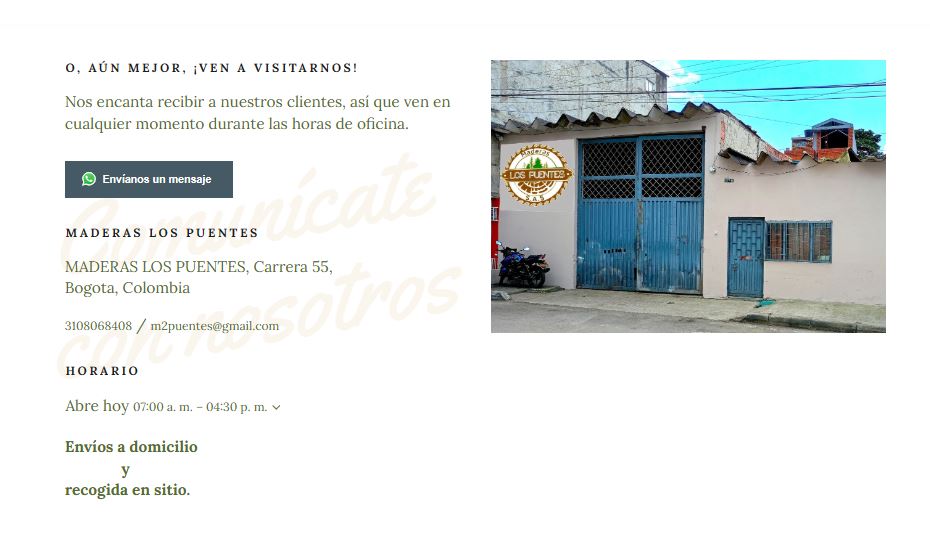 O, AÚN MEJOR, ¡VEN A VISITARNOS!
Nos encanta recibir a nuestros clientes, así que ven en
cualquier momento durante las horas de oficina.
Envíanos un mensaje
Comunícate
con nosotros
MADERAS LOS PUENTES
MADERAS LOS PUENTES, Carrera 55,
Bogota, Colombia
3108068408 / m2puentes@gmail.com
HORARIO
Abre hoy 07:00 a. m. – 04:30 p. m.
Envíos a domicilio
y
recogida en sitio.
Maderas
LOS PUENTES
S.A.S